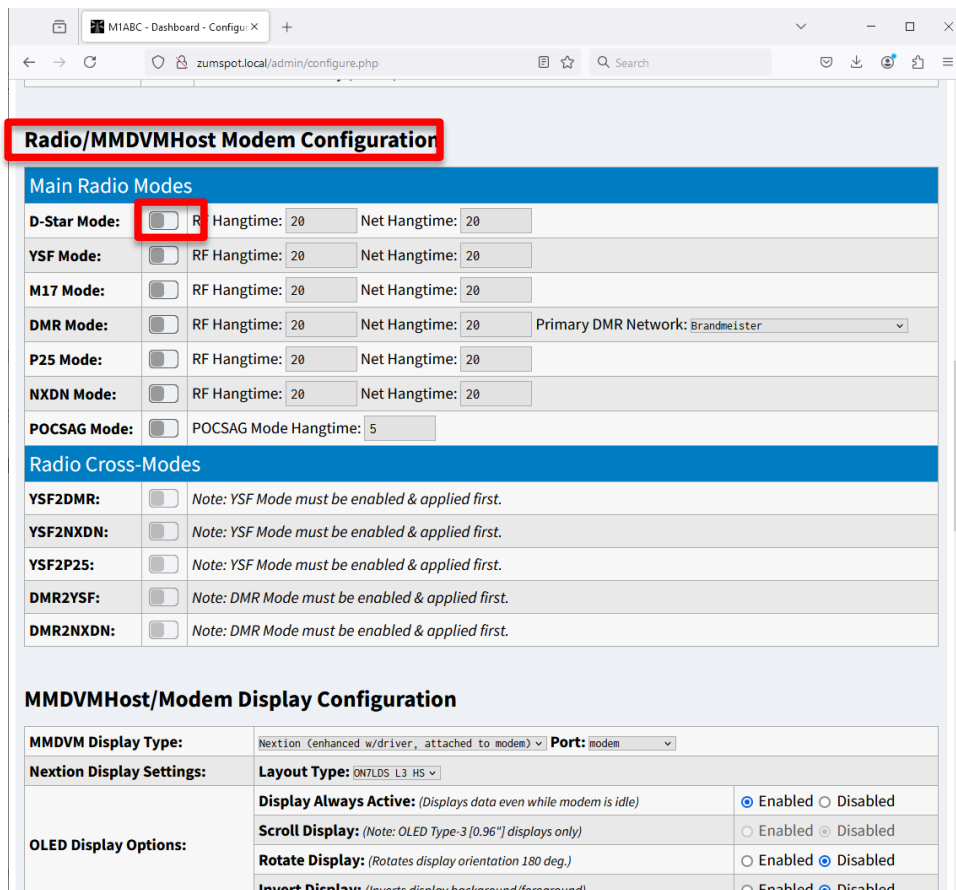 M1ABC - Dashboard - Configur
zumspot.local/admin/configure.php
Search
Radio/MMDVMHost Modem Configuration
Main Radio Modes
D-Star Mode: RF Hangtime: 20 Net Hangtime: 20
YSF Mode: RF Hangtime: 20 Net Hangtime: 20
M17 Mode: RF Hangtime: 20 Net Hangtime: 20
DMR Mode: RF Hangtime: 20 Net Hangtime: 20 Primary DMR Network: Brandmeister
P25 Mode: RF Hangtime: 20 Net Hangtime: 20
NXDN Mode: RF Hangtime: 20 Net Hangtime: 20
POCSAG Mode: POCSAG Mode Hangtime: 5
Radio Cross-Modes
YSF2DMR: Note: YSF Mode must be enabled & applied first.
YSF2NXDN: Note: YSF Mode must be enabled & applied first.
YSF2P25: Note: YSF Mode must be enabled & applied first.
DMR2YSF: Note: DMR Mode must be enabled & applied first.
DMR2NXDN: Note: DMR Mode must be enabled & applied first.
MMDVMHost/Modem Display Configuration
MMDVM Display Type: Nextion (enhanced w/driver, attached to modem) Port: modem
Nextion Display Settings: Layout Type: ON7LDS L3 HS
OLED Display Options:
Display Always Active: (Displays data even while modem is idle) Enabled Disabled
Scroll Display: (Note: OLED Type-3 [0.96"] displays only) Enabled Disabled
Rotate Display: (Rotates display orientation 180 deg.) Enabled Disabled
Invert Display: (Inverts display background/foreground) Enabled Disabled